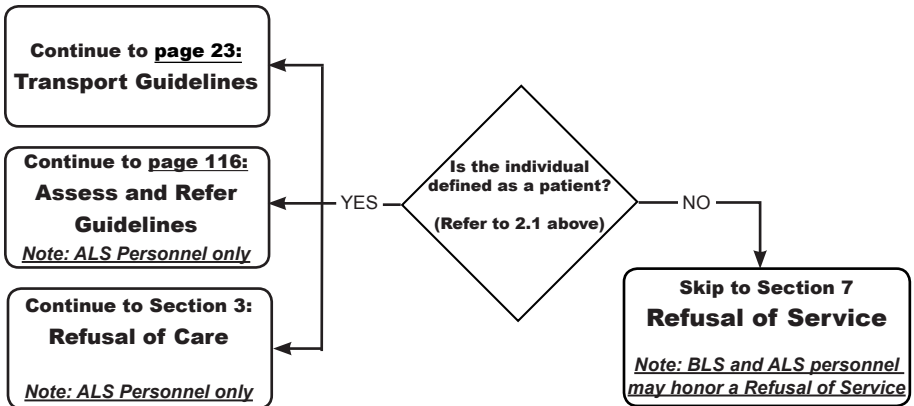 Continue to page 23:
Transport Guidelines
Continue to page 116:
Assess and Refer
Guidelines
Note: ALS Personnel only
Continue to Section 3:
Refusal of Care
Note: ALS Personnel only
YES
Is the individual
defined as a patient?
(Refer to 2.1 above)
NO
Skip to Section 7
Refusal of Service
Note: BLS and ALS personnel
may honor a Refusal of Service